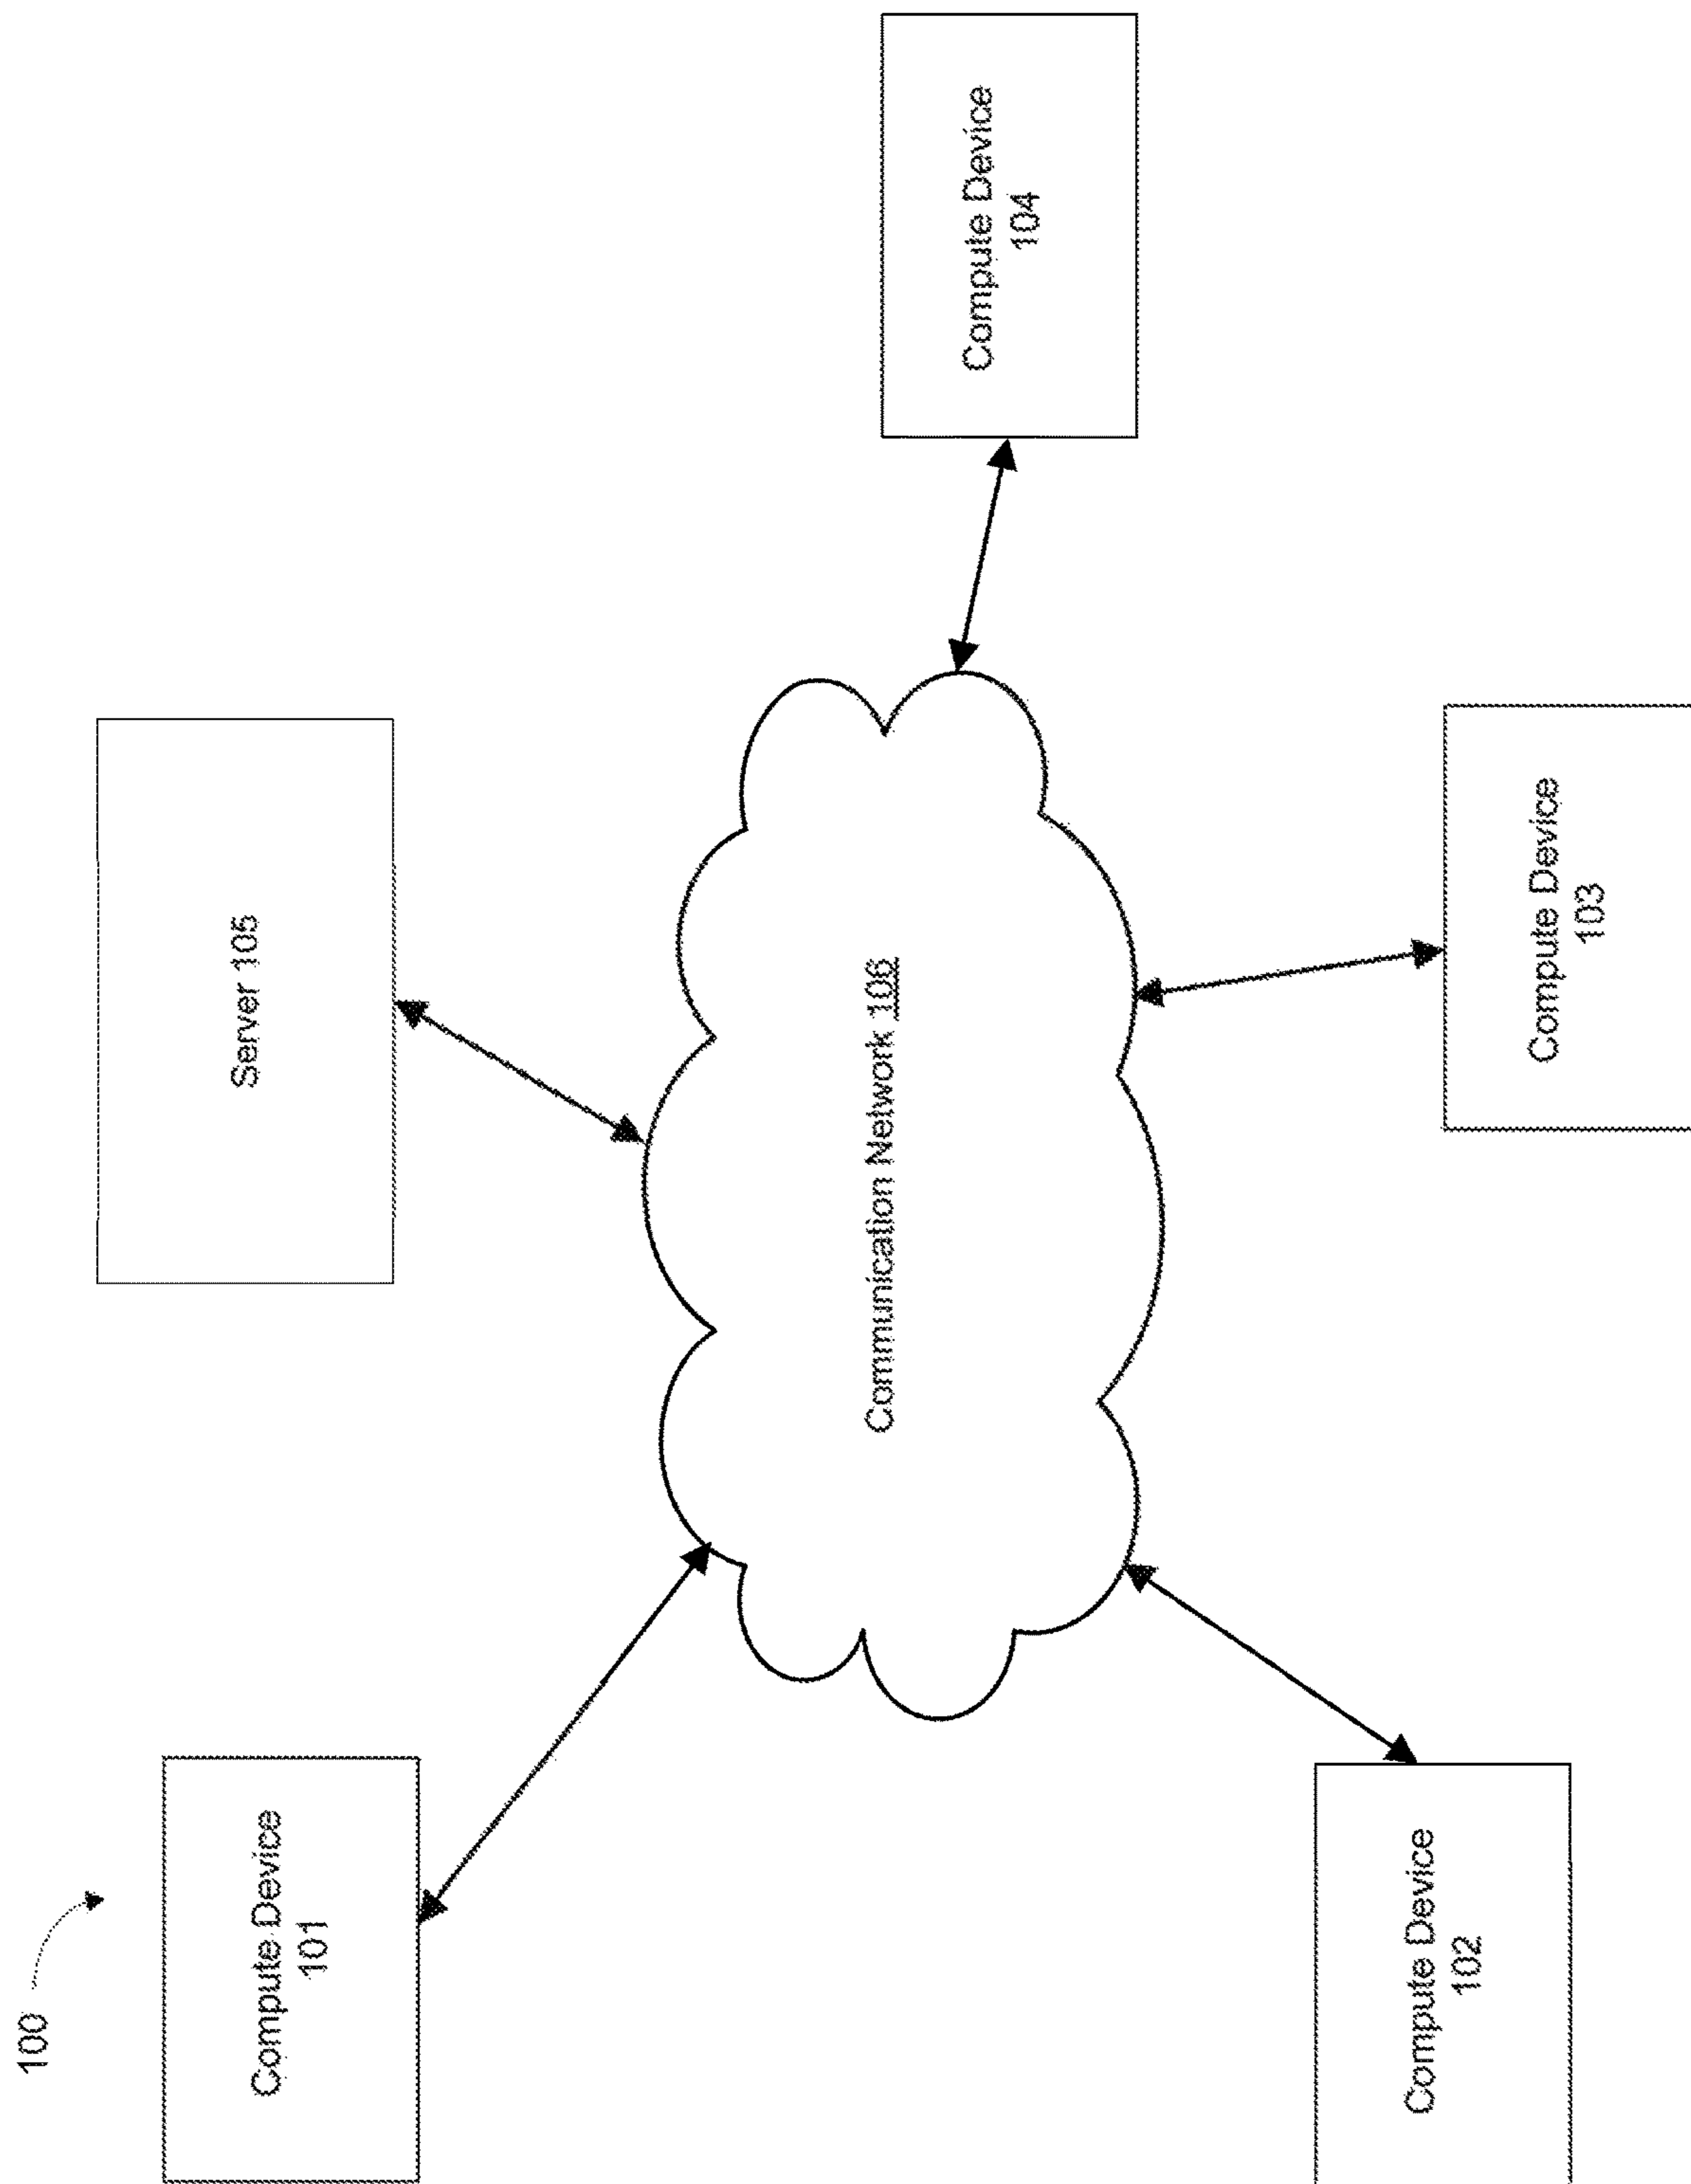 100
Compute Device
101
Server 105
Communication Network 106
Compute Device
104
Compute Device
102
Compute Device
103